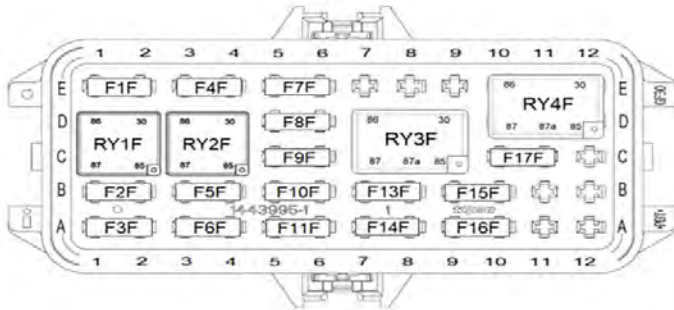 1 2 3 4 5 6 7 8 9 10 11 12
E F1F F4F F7F 86 30 E
RY4F
D 86 30 F8F 86 30 87 87a 85 D
RY1F RY2F RY3F
C 87 85 87 85 F9F 87 87a 85 F17F C
B F2F F5F F10F F13F F15F B
1443995-1 1
A F3F F6F F11F F14F F16F A
1 2 3 4 5 6 7 8 9 10 11 12